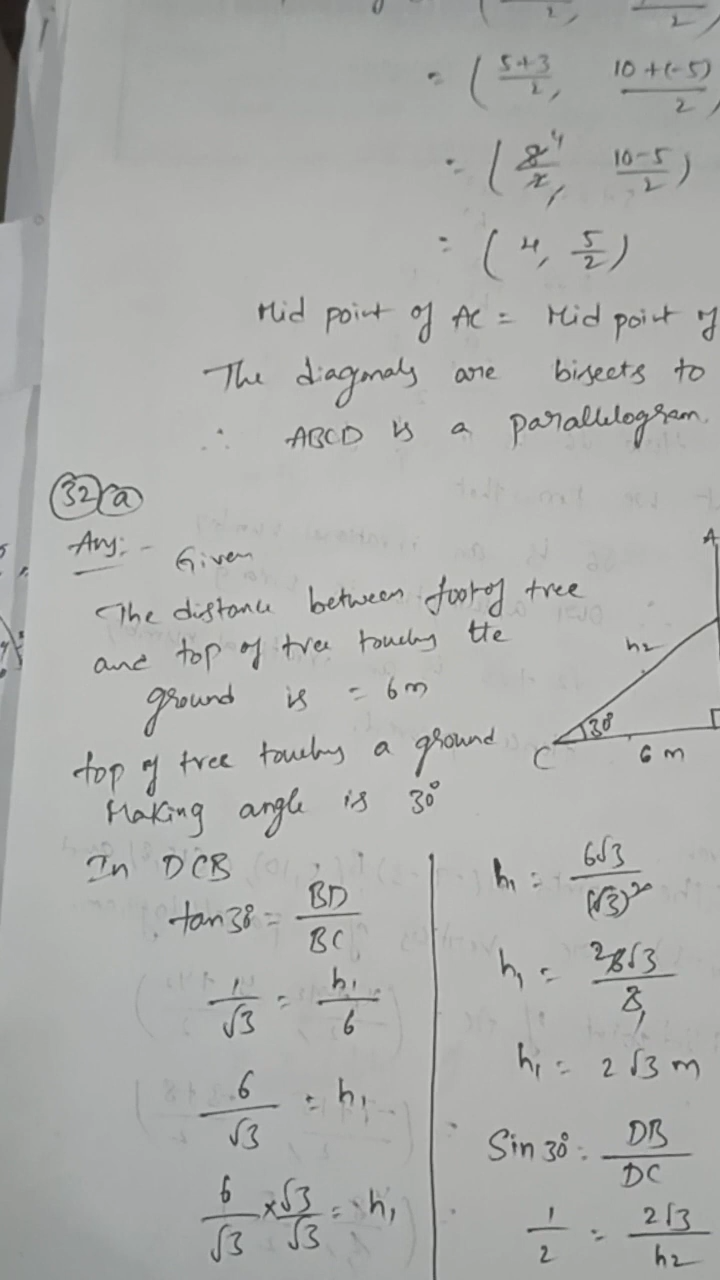 = ( 5+3/2, 10+(-5)/2
= ( 8/2, 10-5/2 )
= ( 4, 5/2 )
Mid point of AC = Mid point of
The diagonals are bisects to
∴ ABCD is a parallelogram.
32 a
Ans:-
Given
The distance between foot of tree
and top of tree touches the
ground is = 6m
top of tree touches a ground
Making angle is 30°
A
h2
30°
C
6 m
In DCB
tan30 = BD/BC
1/√3 = h1/6
6/√3 = h1
6/√3 × √3/√3 = h1
h1 = 6√3/(√3)²
h1 = 6√3/3
2
1
h1 = 2√3 m
Sin 30° = DB/DC
1/2 = 2√3/h2